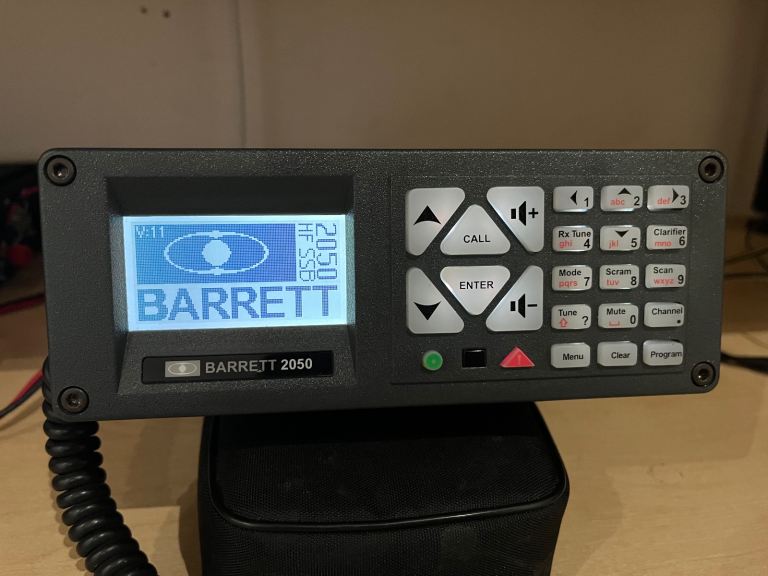 V:11
2050
HF SSB
BARRETT
BARRETT 2050
CALL
ENTER
1
abc 2
def 3
Rx Tune
ghi 4
jkl 5
Clarifier
mno 6
Mode
pqrs 7
Scram
tuv 8
Scan
wxyz 9
Tune
?
Mute
0
Channel
.
Menu
Clear
Program